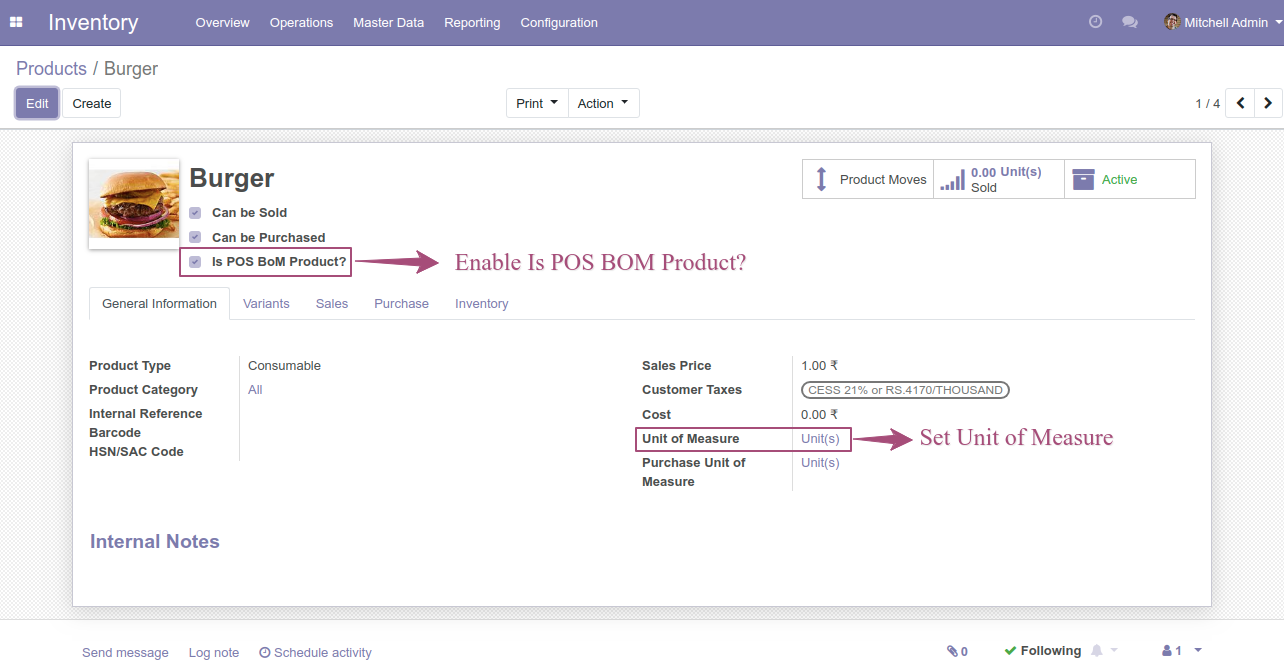 Inventory Overview Operations Master Data Reporting Configuration Mitchell Admin
Products / Burger
Edit Create Print Action 1 / 4
Burger
Can be Sold
Can be Purchased
Is POS BoM Product? Enable Is POS BOM Product?
Product Moves 0.00 Unit(s) Sold Active
General Information Variants Sales Purchase Inventory
Product Type Consumable
Product Category All
Internal Reference
Barcode
HSN/SAC Code
Sales Price 1.00 ₹
Customer Taxes CESS 21% or RS.4170/THOUSAND
Cost 0.00 ₹
Unit of Measure Unit(s) Set Unit of Measure
Purchase Unit of Unit(s)
Measure
Internal Notes
Send message Log note Schedule activity 0 Following 1